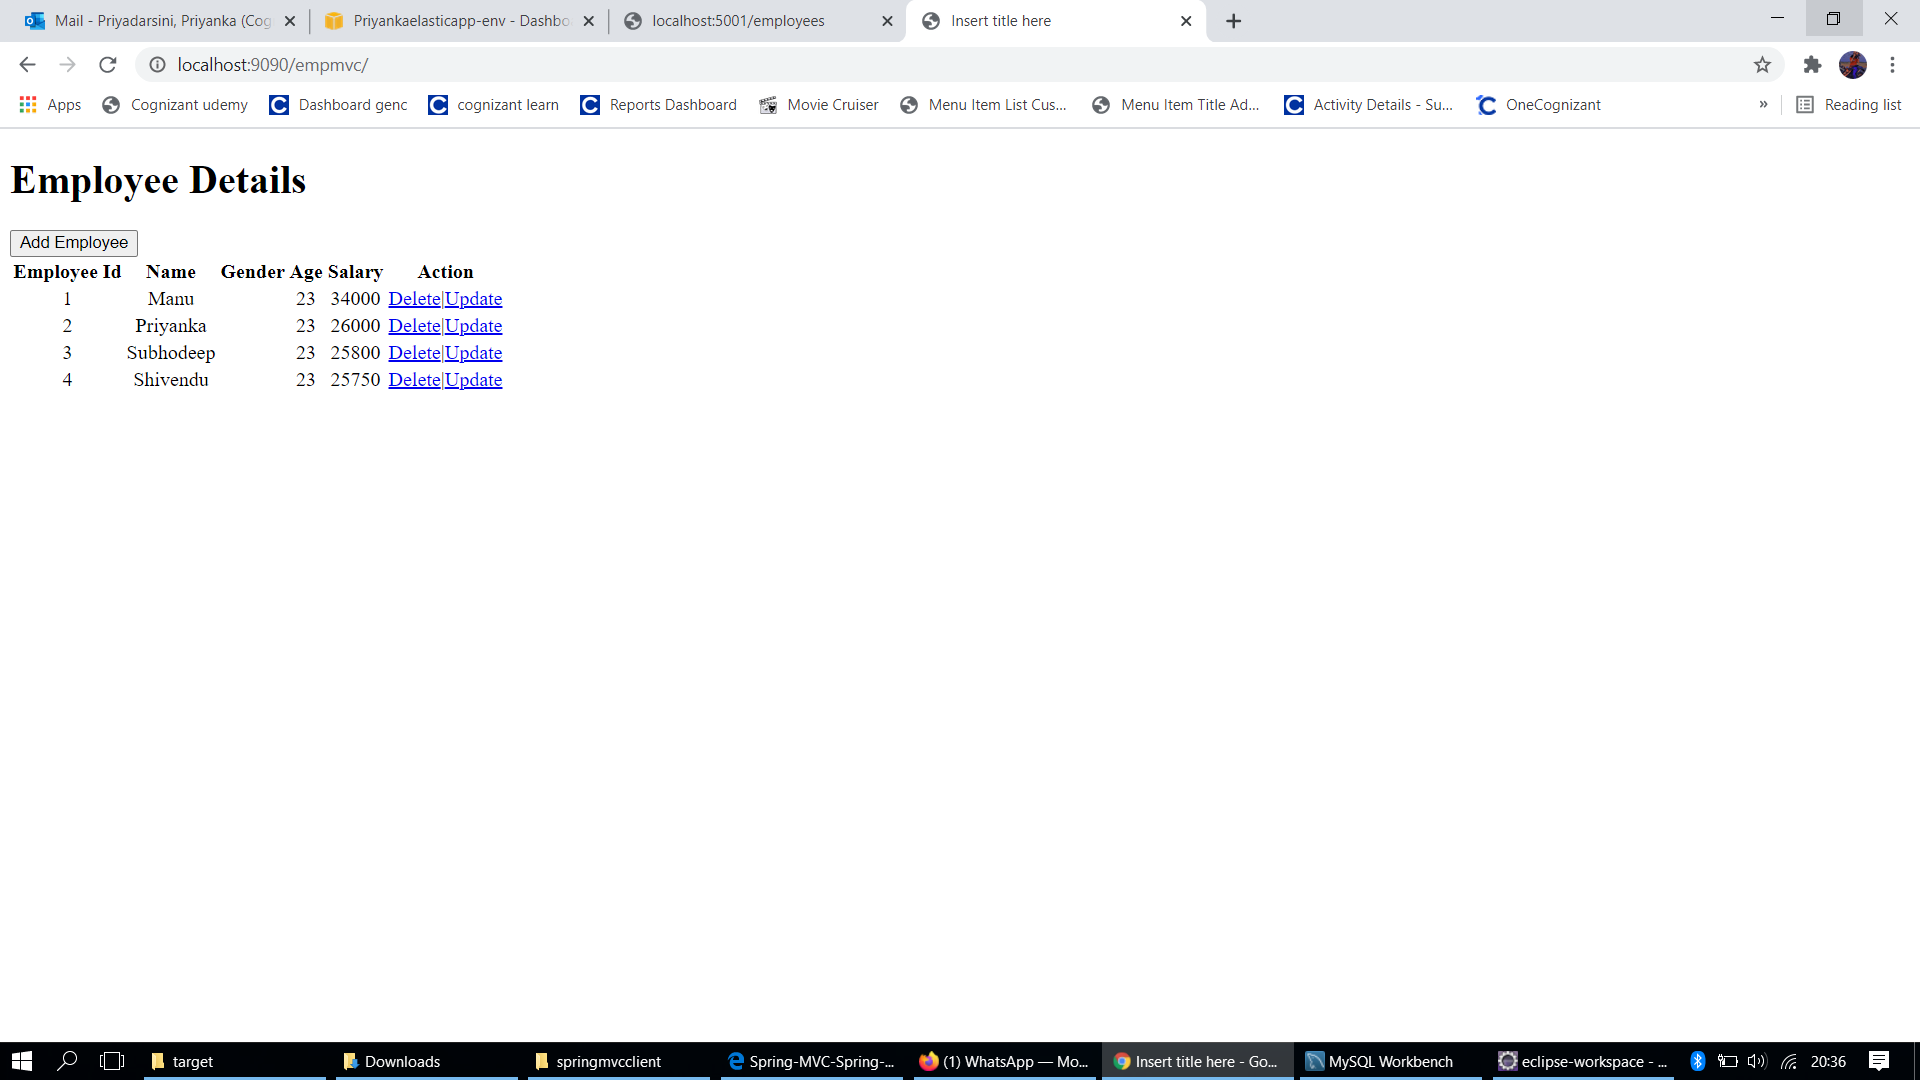 Mail - Priyadarsini, Priyanka (Cog
Priyankaelasticapp-env - Dashbo
localhost:5001/employees
Insert title here
localhost:9090/empmvc/
Apps
Cognizant udemy
Dashboard genc
cognizant learn
Reports Dashboard
Movie Cruiser
Menu Item List Cus...
Menu Item Title Ad...
Activity Details - Su...
OneCognizant
»
Reading list
Employee Details
Add Employee
Employee Id Name Gender Age Salary Action
1 Manu 23 34000 Delete|Update
2 Priyanka 23 26000 Delete|Update
3 Subhodeep 23 25800 Delete|Update
4 Shivendu 23 25750 Delete|Update
target
Downloads
springmvcclient
Spring-MVC-Spring-...
(1) WhatsApp — Mo...
Insert title here - Go...
MySQL Workbench
eclipse-workspace - ...
20:36